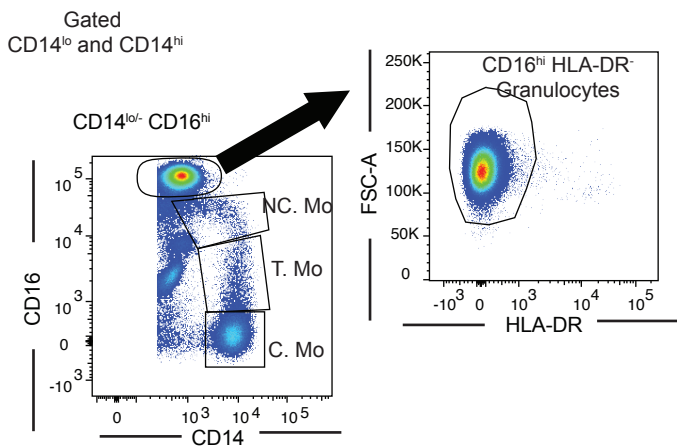 Gated
CD14ˡᵒ and CD14ʰⁱ
CD14ˡᵒ/⁻ CD16ʰⁱ
10⁵
10⁴
10³
0
-10³
CD16
NC. Mo
T. Mo
C. Mo
0
10³
10⁴
10⁵
CD14
CD16ʰⁱ HLA-DR⁻
Granulocytes
250K
200K
150K
100K
50K
0
FSC-A
-10³
0
10³
10⁴
10⁵
HLA-DR